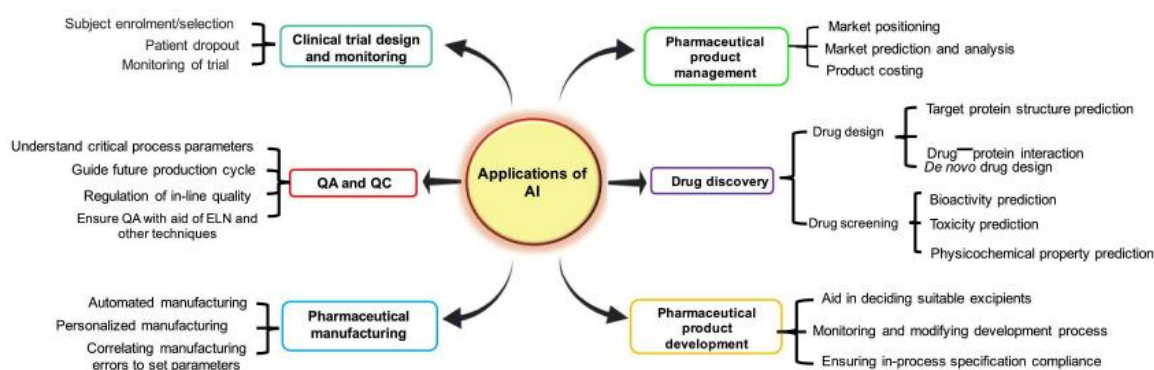 Subject enrolment/selection
Patient dropout
Monitoring of trial
Clinical trial design
and monitoring
Pharmaceutical
product
management
Market positioning
Market prediction and analysis
Product costing
Understand critical process parameters
Guide future production cycle
Regulation of in-line quality
Ensure QA with aid of ELN and
other techniques
QA and QC
Applications of
AI
Drug discovery
Drug design
Target protein structure prediction
Drug—protein interaction
De novo drug design
Drug screening
Bioactivity prediction
Toxicity prediction
Physicochemical property prediction
Automated manufacturing
Personalized manufacturing
Correlating manufacturing
errors to set parameters
Pharmaceutical
manufacturing
Pharmaceutical
product
development
Aid in deciding suitable excipients
Monitoring and modifying development process
Ensuring in-process specification compliance